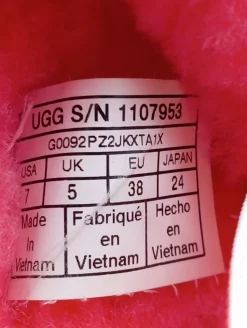 UGG S/N 1107953
G0092PZ2JKXTA1X
USA UK EU JAPAN
7 5 38 24
Made Fabriqué Hecho
In en en
Vietnam Vietnam Vietnam